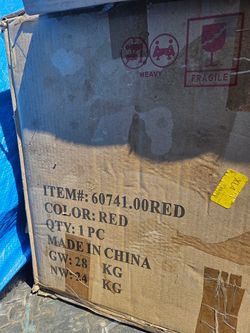 HEAVY
FRAGILE
ITEM#: 60741.00RED
COLOR: RED
QTY: 1 PC
MADE IN CHINA
GW: 28 KG
NW: 24 KG